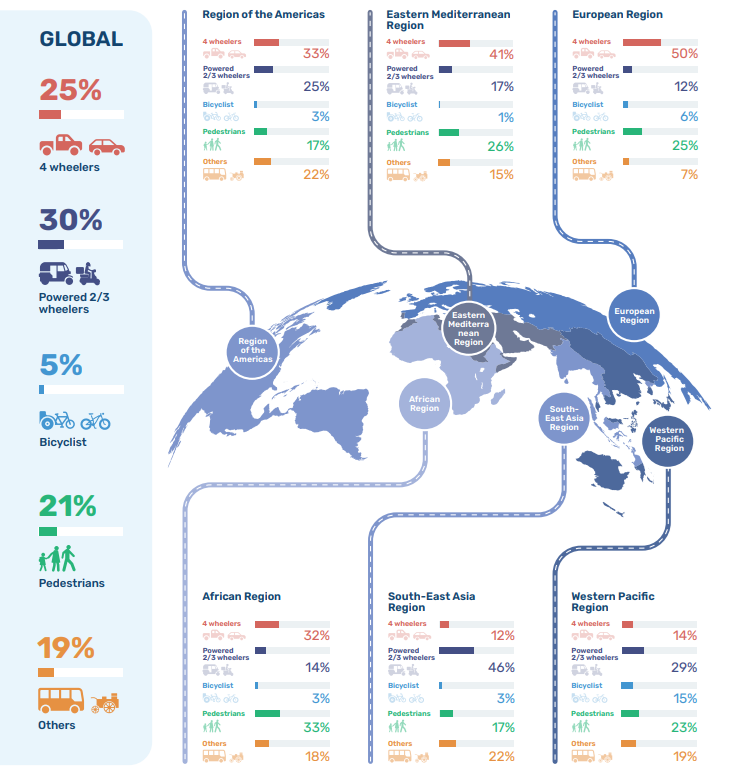 GLOBAL
25%
4 wheelers
30%
Powered 2/3
wheelers
5%
Bicyclist
21%
Pedestrians
19%
Others
Region of the Americas
4 wheelers
33%
Powered
2/3 wheelers
25%
Bicyclist
3%
Pedestrians
17%
Others
22%
Eastern Mediterranean
Region
4 wheelers
41%
Powered
2/3 wheelers
17%
Bicyclist
1%
Pedestrians
26%
Others
15%
European Region
4 wheelers
50%
Powered
2/3 wheelers
12%
Bicyclist
6%
Pedestrians
25%
Others
7%
Region
of the
Americas
Eastern
Mediterra
nean
Region
European
Region
African
Region
South-
East Asia
Region
Western
Pacific
Region
African Region
4 wheelers
32%
Powered
2/3 wheelers
14%
Bicyclist
3%
Pedestrians
33%
Others
18%
South-East Asia
Region
4 wheelers
12%
Powered
2/3 wheelers
46%
Bicyclist
3%
Pedestrians
17%
Others
22%
Western Pacific
Region
4 wheelers
14%
Powered
2/3 wheelers
29%
Bicyclist
15%
Pedestrians
23%
Others
19%